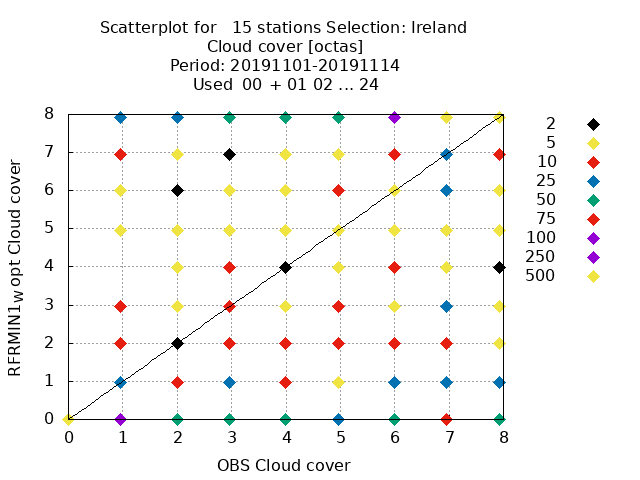 Scatterplot for   15 stations Selection: Ireland
Cloud cover [octas]
Period: 20191101-20191114
Used  00  + 01 02 ... 24
RFRMIN1w opt Cloud cover
8
7
6
5
4
3
2
1
0
0 1 2 3 4 5 6 7 8
OBS Cloud cover
2
5
10
25
50
75
100
250
500